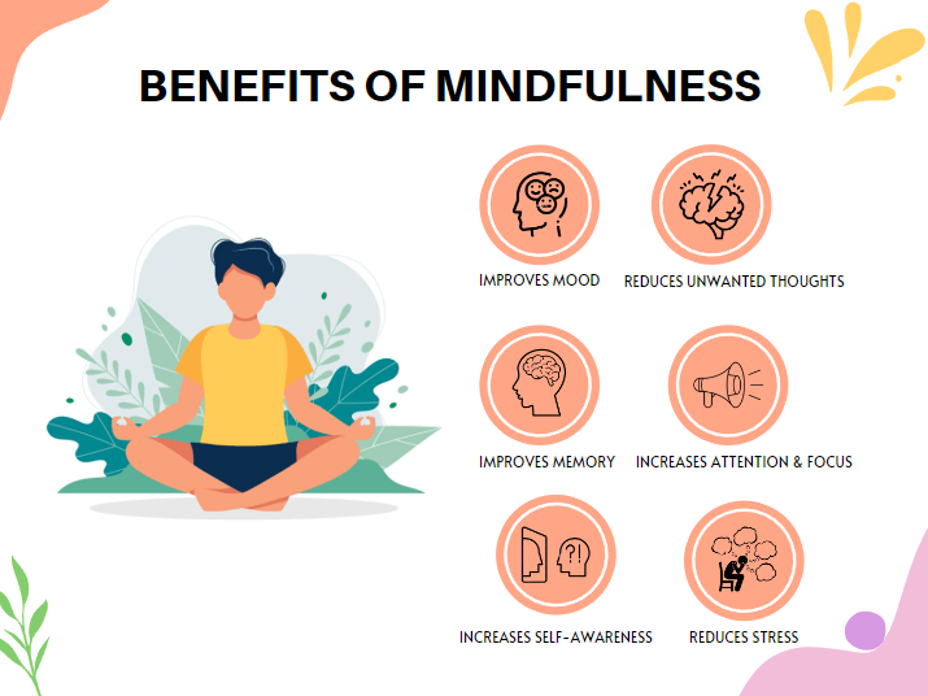 BENEFITS OF MINDFULNESS
IMPROVES MOOD
REDUCES UNWANTED THOUGHTS
IMPROVES MEMORY
INCREASES ATTENTION & FOCUS
?!
INCREASES SELF-AWARENESS
REDUCES STRESS